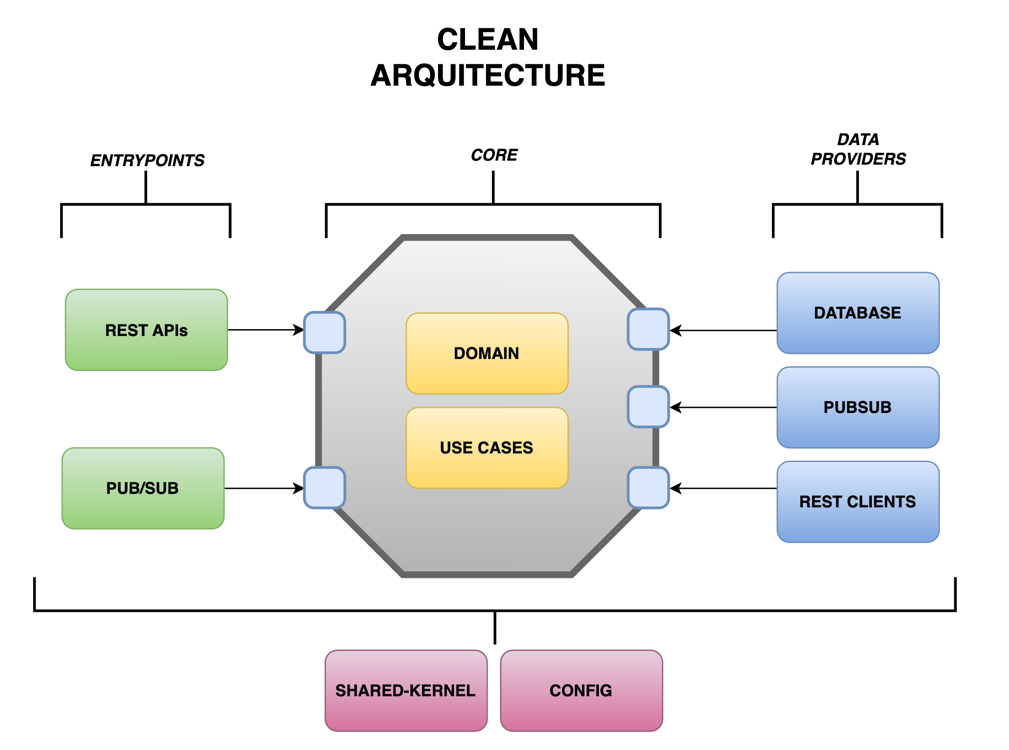 CLEAN
ARQUITECTURE
ENTRYPOINTS
CORE
DATA
PROVIDERS
REST APIs
PUB/SUB
DOMAIN
USE CASES
DATABASE
PUBSUB
REST CLIENTS
SHARED-KERNEL
CONFIG